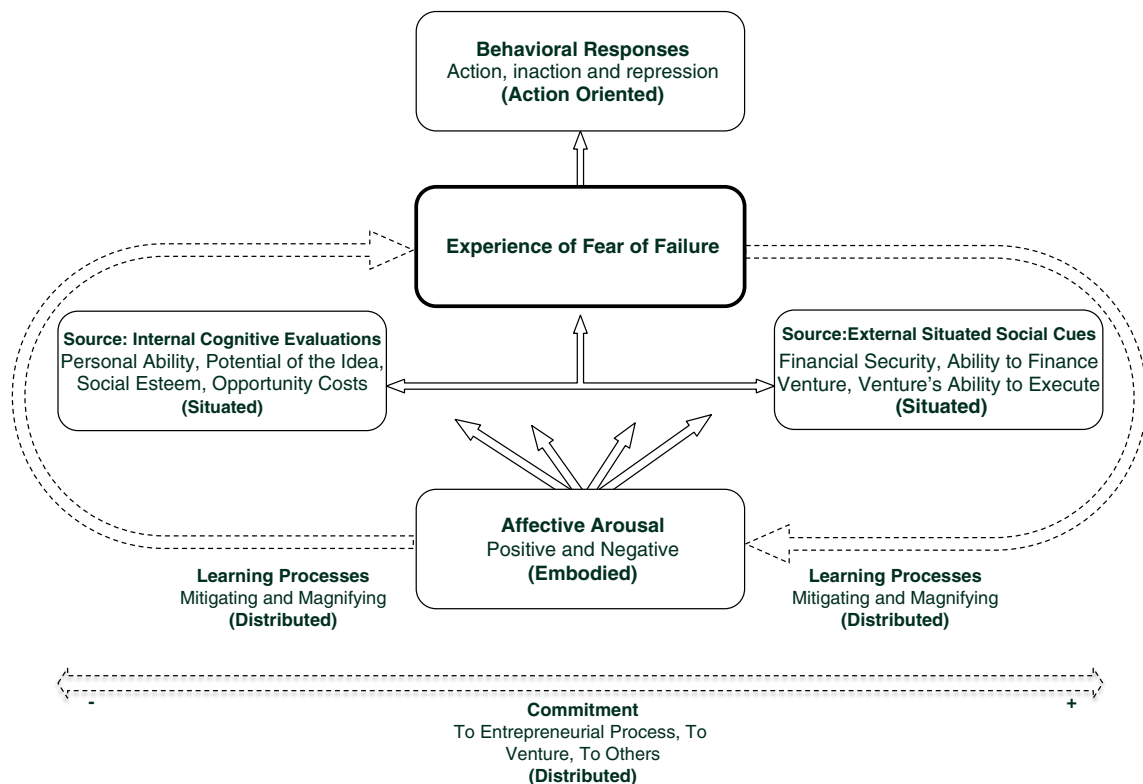 Behavioral Responses
Action, inaction and repression
(Action Oriented)
Experience of Fear of Failure
Source: Internal Cognitive Evaluations
Personal Ability, Potential of the Idea,
Social Esteem, Opportunity Costs
(Situated)
Source:External Situated Social Cues
Financial Security, Ability to Finance
Venture, Venture's Ability to Execute
(Situated)
Affective Arousal
Positive and Negative
(Embodied)
Learning Processes
Mitigating and Magnifying
(Distributed)
Learning Processes
Mitigating and Magnifying
(Distributed)
-
+
Commitment
To Entrepreneurial Process, To
Venture, To Others
(Distributed)